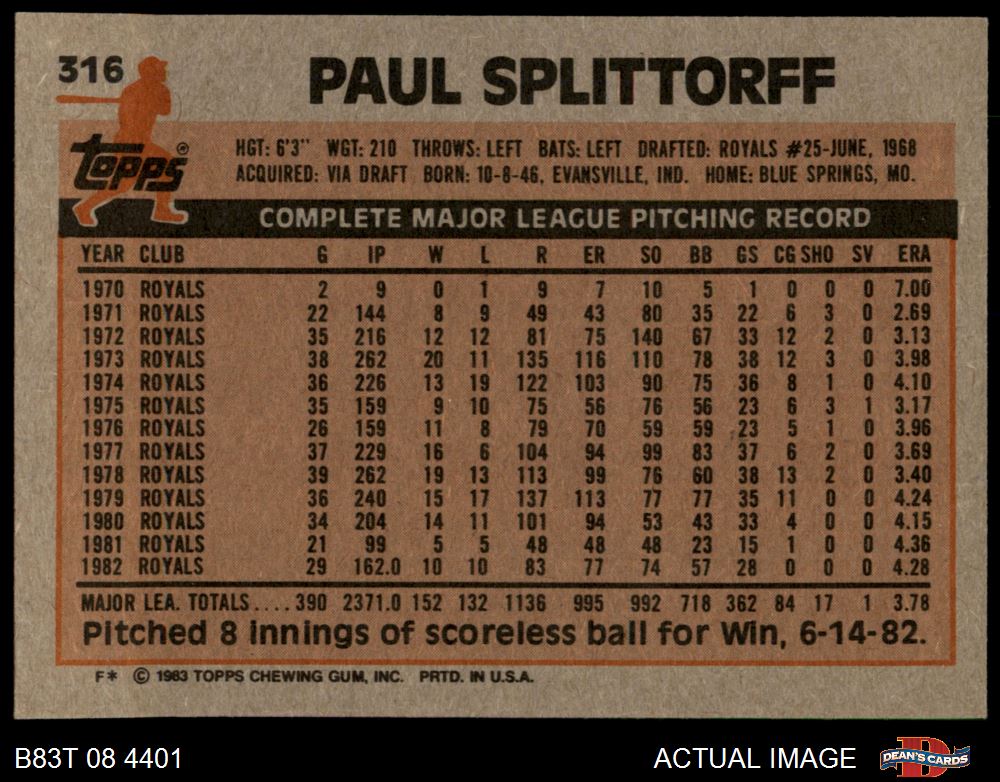 316 PAUL SPLITTORFF
TOPPS®
HGT: 6'3" WGT: 210 THROWS: LEFT BATS: LEFT DRAFTED: ROYALS #25-JUNE, 1968
ACQUIRED: VIA DRAFT BORN: 10-8-46, EVANSVILLE, IND. HOME: BLUE SPRINGS, MO.
COMPLETE MAJOR LEAGUE PITCHING RECORD
YEAR CLUB G IP W L R ER SO BB GS CG SHO SV ERA
1970 ROYALS 2 9 0 1 9 7 10 5 1 0 0 0 7.00
1971 ROYALS 22 144 8 9 49 43 80 35 22 6 3 0 2.69
1972 ROYALS 35 216 12 12 81 75 140 67 33 12 2 0 3.13
1973 ROYALS 38 262 20 11 135 116 110 78 38 12 3 0 3.98
1974 ROYALS 36 226 13 19 122 103 90 75 36 8 1 0 4.10
1975 ROYALS 35 159 9 10 75 56 76 56 23 6 3 1 3.17
1976 ROYALS 26 159 11 8 79 70 59 59 23 5 1 0 3.96
1977 ROYALS 37 229 16 6 104 94 99 83 37 6 2 0 3.69
1978 ROYALS 39 262 19 13 113 99 76 60 38 13 2 0 3.40
1979 ROYALS 36 240 15 17 137 113 77 77 35 11 0 0 4.24
1980 ROYALS 34 204 14 11 101 94 53 43 33 4 0 0 4.15
1981 ROYALS 21 99 5 5 48 48 48 23 15 1 0 0 4.36
1982 ROYALS 29 162.0 10 10 83 77 74 57 28 0 0 0 4.28
MAJOR LEA. TOTALS.... 390 2371.0 152 132 1136 995 992 718 362 84 17 1 3.78
Pitched 8 innings of scoreless ball for Win, 6-14-82.
F* © 1983 TOPPS CHEWING GUM, INC. PRTD. IN U.S.A.
B83T 08 4401 ACTUAL IMAGE DEAN'S CARDS